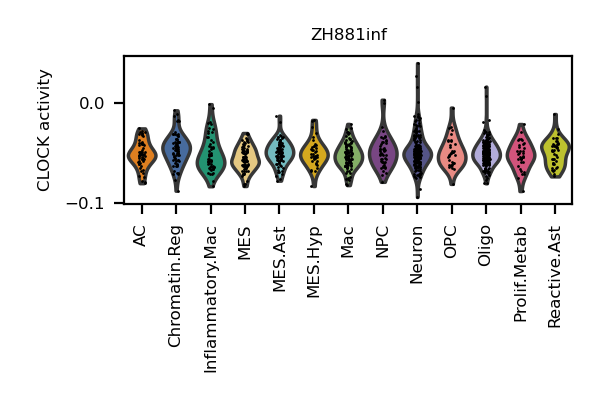 ZH881inf
CLOCK activity
0.0
−0.1
AC
Chromatin.Reg
Inflammatory.Mac
MES
MES.Ast
MES.Hyp
Mac
NPC
Neuron
OPC
Oligo
Prolif.Metab
Reactive.Ast